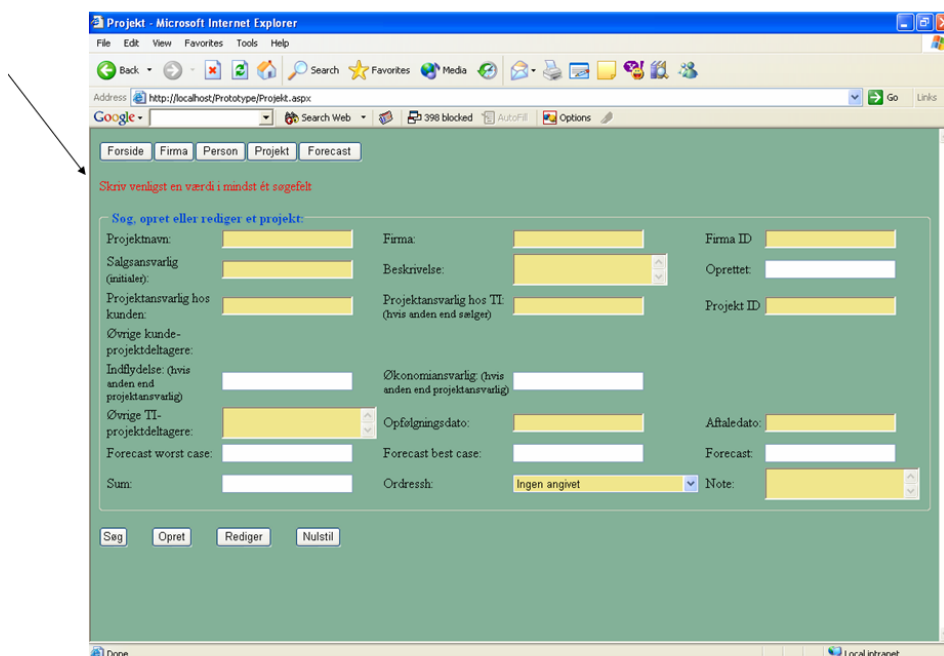 Projekt - Microsoft Internet Explorer
File Edit View Favorites Tools Help
Back Search Favorites Media
Address http://localhost/Prototype/Projekt.aspx Go Links
Google Search Web 398 blocked AutoFill Options
Forside Firma Person Projekt Forecast
Skriv venligst en værdi i mindst ét søgefelt
Søg, opret eller rediger et projekt:
Projektnavn: Firma: Firma ID
Salgsansvarlig
(initialer): Beskrivelse: Oprettet:
Projektansvarlig hos Projektansvarlig hos TI:
kunden: (hvis anden end sælger) Projekt ID
Øvrige kunde-
projektdeltagere:
Indflydelse: (hvis Økonomiansvarlig: (hvis
anden end anden end projektansvarlig)
projektansvarlig)
Øvrige TI-
projektdeltagere: Opfølgningsdato: Aftaledato:
Forecast worst case: Forecast best case: Forecast:
Sum: Ordressh: Ingen angivet Note:
Søg Opret Rediger Nulstil
Done Local intranet